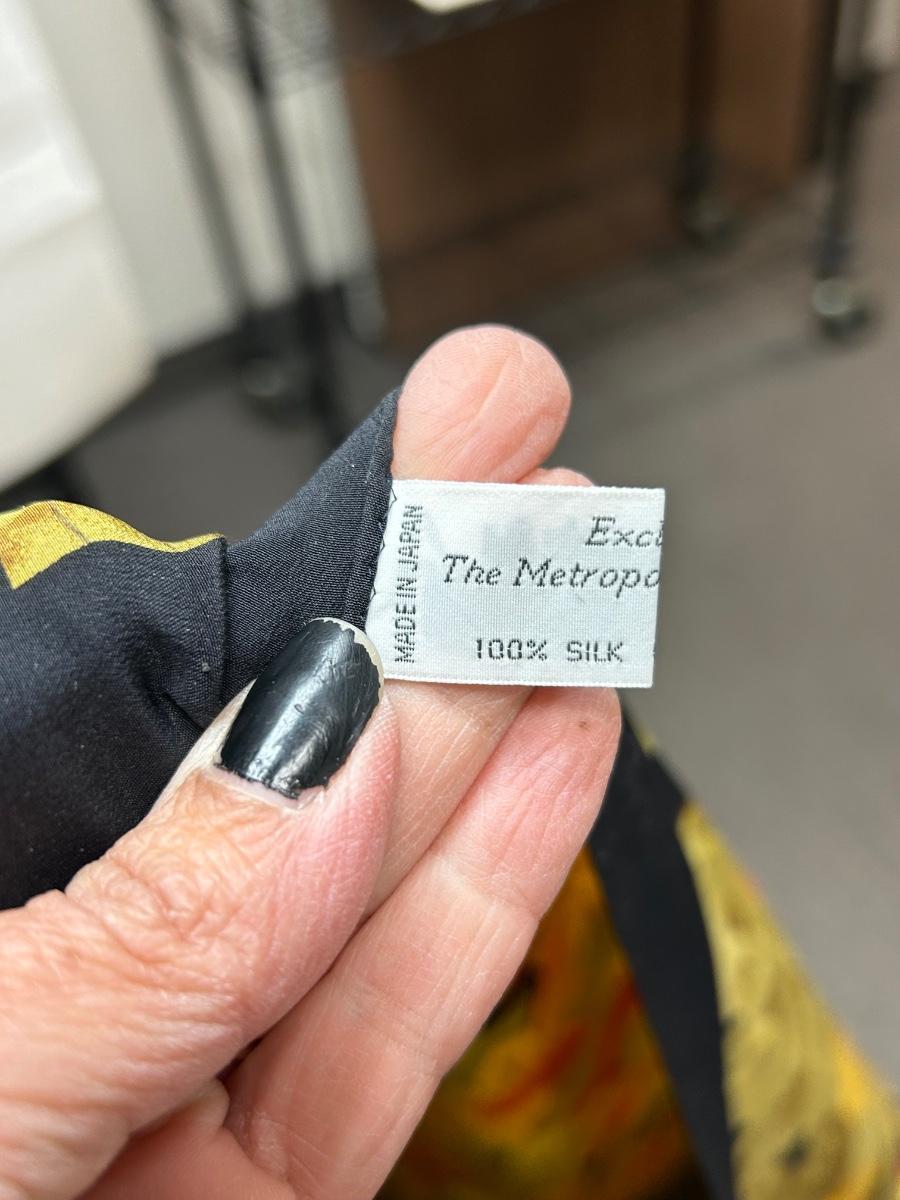 MADE IN JAPAN
Excl
The Metropo
100% SILK